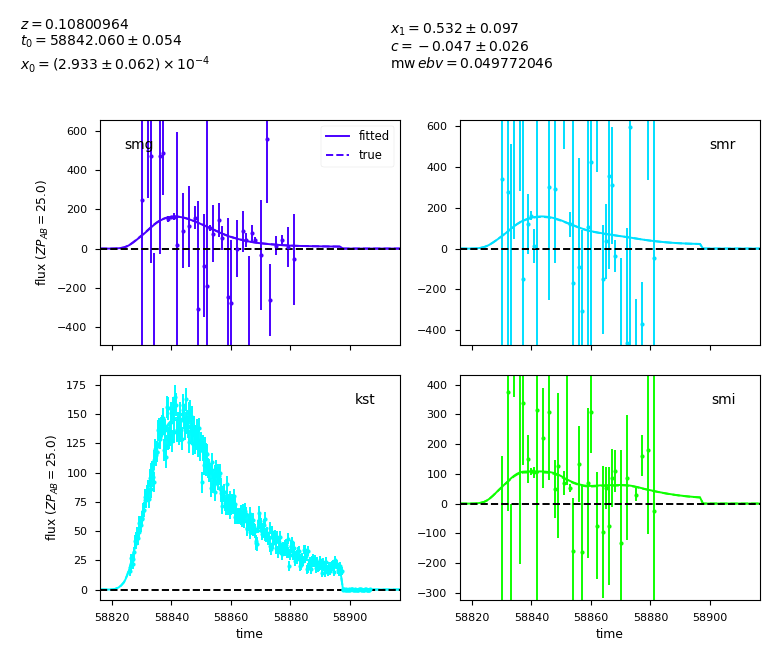 z = 0.10800964
t₀ = 58842.060 ± 0.054
x₀ = (2.933 ± 0.062) × 10⁻⁴
x₁ = 0.532 ± 0.097
c = −0.047 ± 0.026
mw ebv = 0.049772046
600
400
200
0
−200
−400
flux (ZP_AB = 25.0)
smg
fitted
true
600
400
200
0
−200
−400
smr
175
150
125
100
75
50
25
0
flux (ZP_AB = 25.0)
kst
58820 58840 58860 58880 58900
time
400
300
200
100
0
−100
−200
−300
smi
58820 58840 58860 58880 58900
time